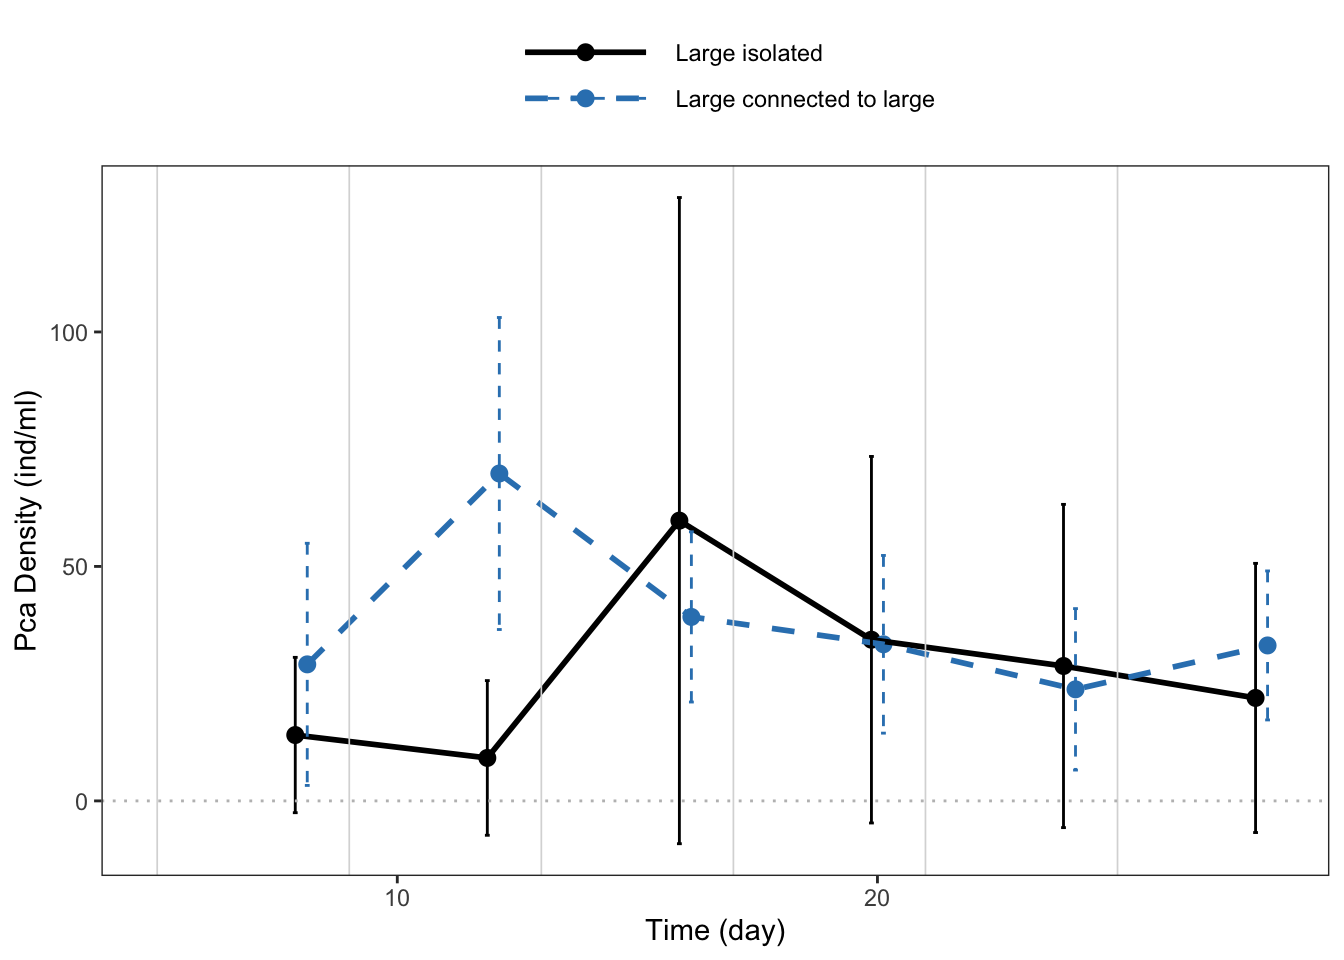 Large isolated
Large connected to large
Pca Density (ind/ml)
100
50
0
10
20
Time (day)